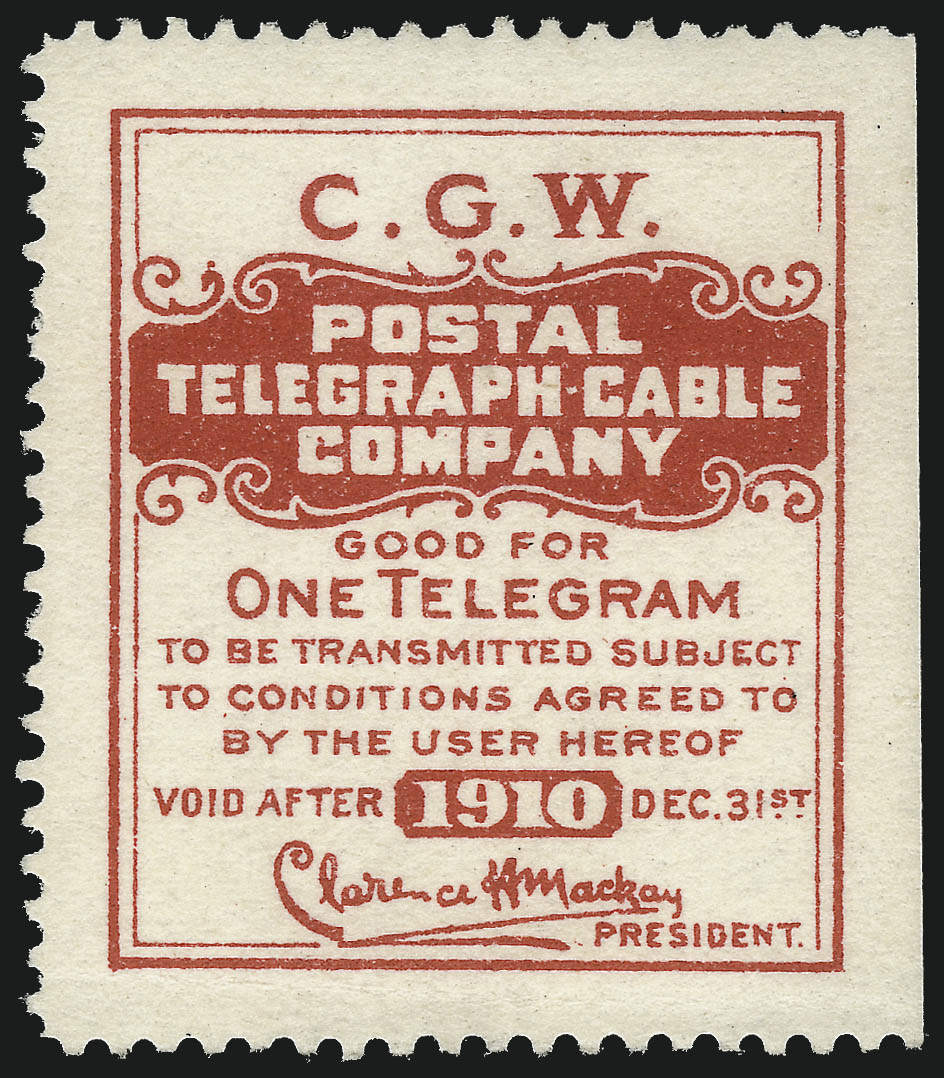 C. G. W.
POSTAL
TELEGRAPH-CABLE
COMPANY
GOOD FOR
ONE TELEGRAM
TO BE TRANSMITTED SUBJECT
TO CONDITIONS AGREED TO
BY THE USER HEREOF
VOID AFTER 1910 DEC. 31ST
Clarence H Mackay
PRESIDENT.